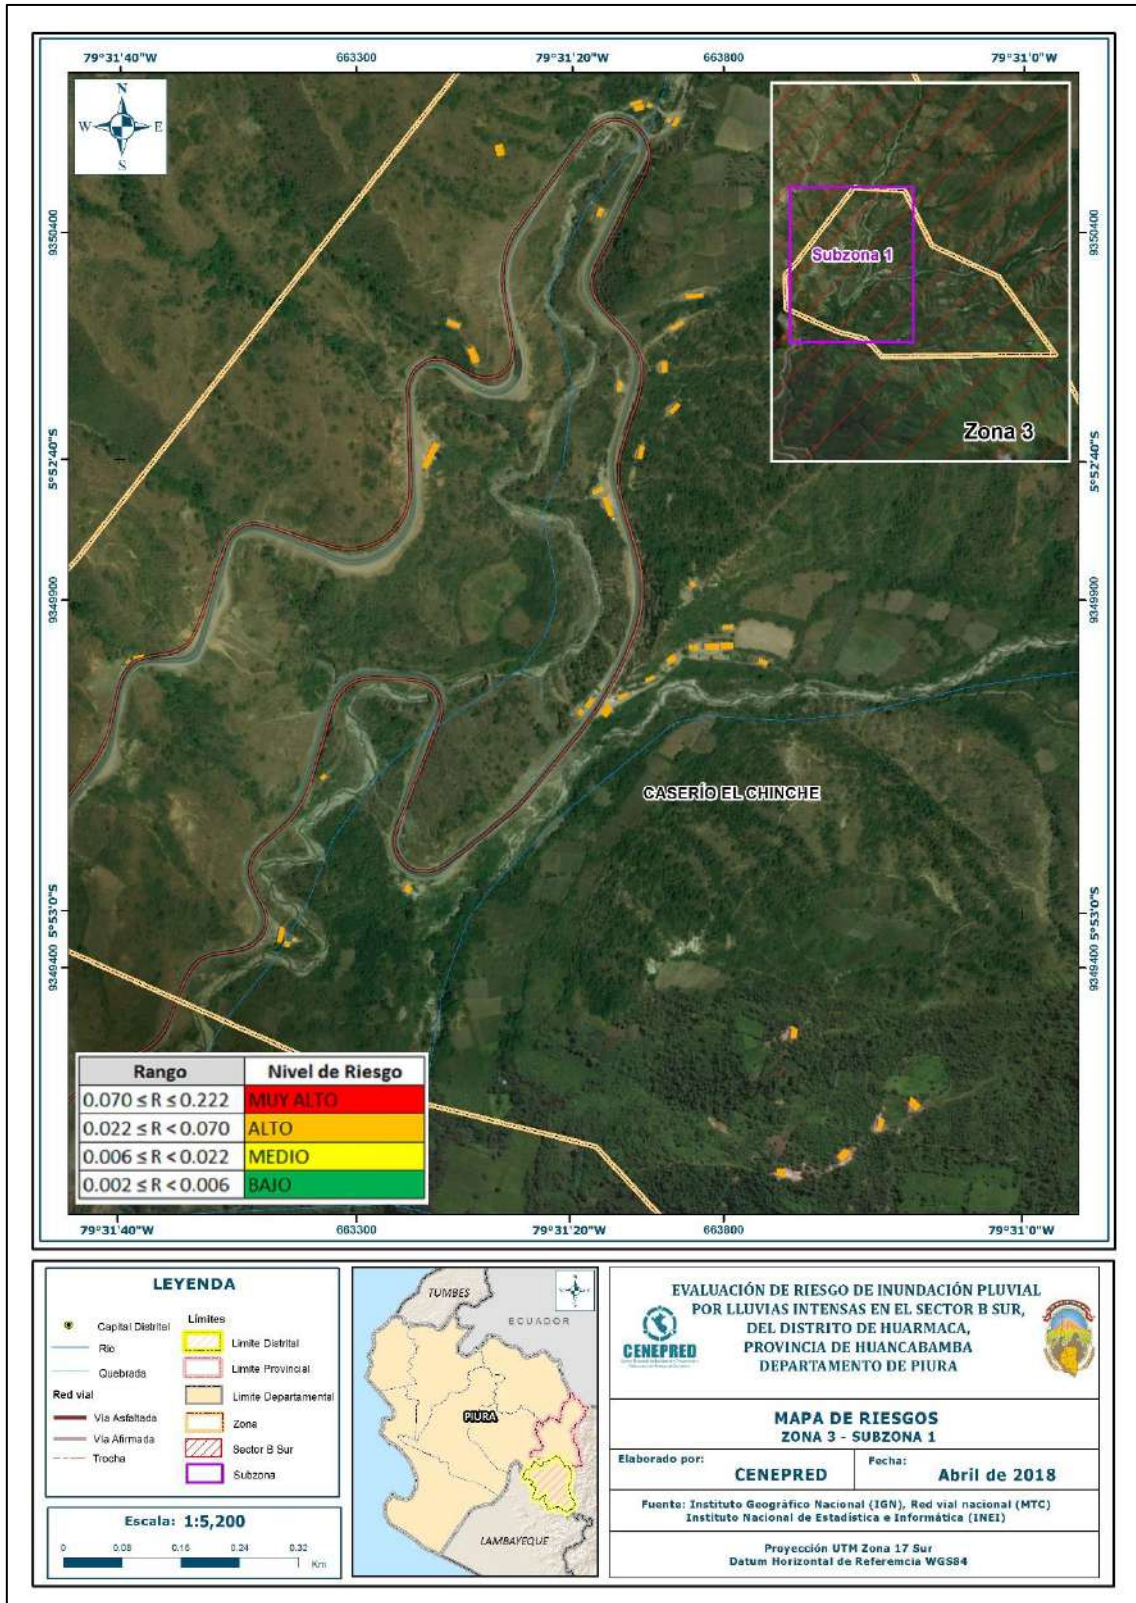 79°31'40"W 663300 79°31'20"W 663800 79°31'0"W
N
W E
S
9350400
9350400
Subzona 1
Zona 3
5°52'40"S
5°52'40"S
9349900
9349900
CASERÍO EL CHINCHE
5°53'0"S
5°53'0"S
9349400
9349400
Rango Nivel de Riesgo
0.070 ≤ R ≤ 0.222 MUY ALTO
0.022 ≤ R < 0.070 ALTO
0.006 ≤ R < 0.022 MEDIO
0.002 ≤ R < 0.006 BAJO
79°31'40"W 663300 79°31'20"W 663800 79°31'0"W
LEYENDA
Capital Distrital
Río
Quebrada
Red vial
Vía Asfaltada
Vía Afirmada
Trocha
Límites
Limite Distrital
Limite Provincial
Limite Departamental
Zona
Sector B Sur
Subzona
Escala: 1:5,200
0 0.08 0.16 0.24 0.32
Km
TUMBES
ECUADOR
PIURA
LAMBAYEQUE
EVALUACIÓN DE RIESGO DE INUNDACIÓN PLUVIAL
POR LLUVIAS INTENSAS EN EL SECTOR B SUR,
DEL DISTRITO DE HUARMACA,
PROVINCIA DE HUANCABAMBA
DEPARTAMENTO DE PIURA
CENEPRED
MAPA DE RIESGOS
ZONA 3 - SUBZONA 1
Elaborado por:
CENEPRED
Fecha:
Abril de 2018
Fuente: Instituto Geográfico Nacional (IGN), Red vial nacional (MTC)
Instituto Nacional de Estadística e Informática (INEI)
Proyección UTM Zona 17 Sur
Datum Horizontal de Referencia WGS84